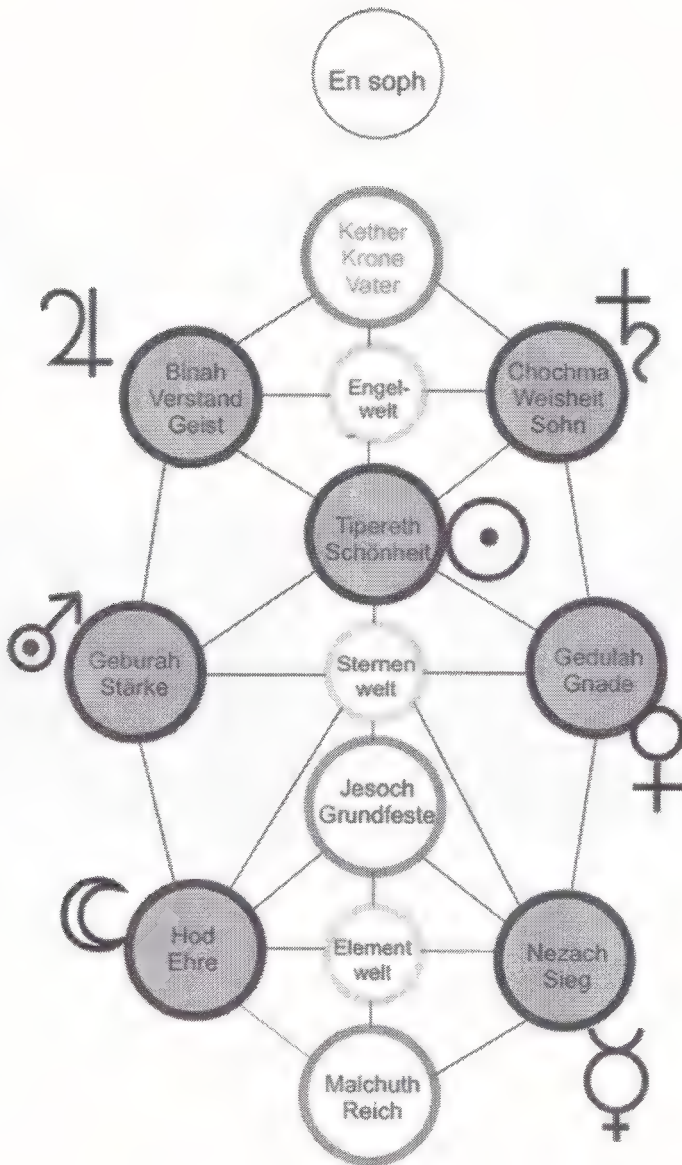 En soph
Kether
Krone
Vater
Binah
Verstand
Geist
Engel-
welt
Chochma
Weisheit
Sohn
Tipereth
Schönheit
Geburah
Stärke
Sternen
welt
Gedulah
Gnade
Jesoch
Grundfeste
Hod
Ehre
Element
welt
Nezach
Sieg
Malchuth
Reich